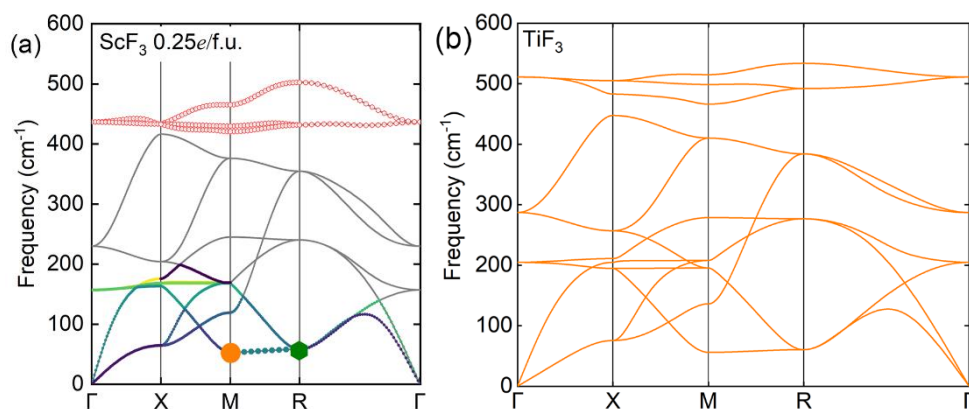 (a)
ScF₃ 0.25e/f.u.
Frequency (cm⁻¹)
600
500
400
300
200
100
0
Γ X M R Γ
(b)
TiF₃
Frequency (cm⁻¹)
600
500
400
300
200
100
0
Γ X M R Γ